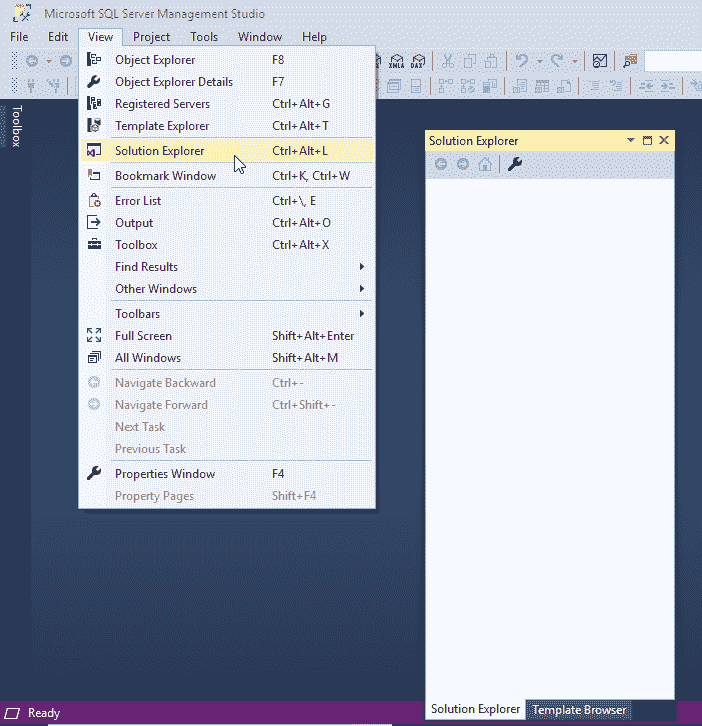 Microsoft SQL Server Management Studio
File Edit View Project Tools Window Help
XMLA DAX
Toolbox
Object Explorer F8
Object Explorer Details F7
Registered Servers Ctrl+Alt+G
Template Explorer Ctrl+Alt+T
Solution Explorer Ctrl+Alt+L
Bookmark Window Ctrl+K, Ctrl+W
Error List Ctrl+\, E
Output Ctrl+Alt+O
Toolbox Ctrl+Alt+X
Find Results
Other Windows
Toolbars
Full Screen Shift+Alt+Enter
All Windows Shift+Alt+M
Navigate Backward Ctrl+-
Navigate Forward Ctrl+Shift+-
Next Task
Previous Task
Properties Window F4
Property Pages Shift+F4
Solution Explorer
Solution Explorer Template Browser
Ready